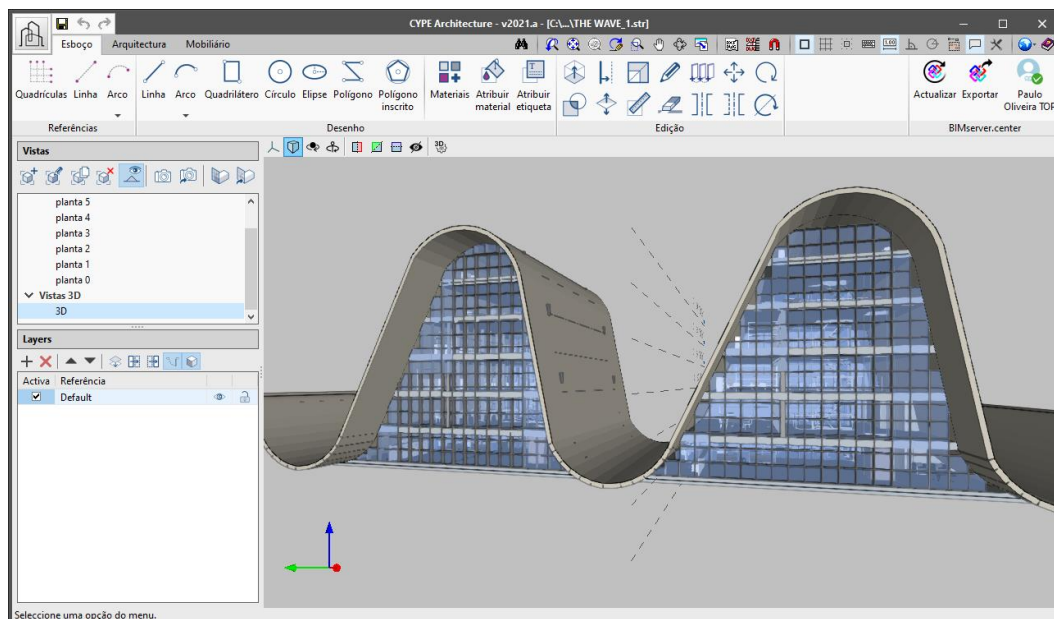 CYPE Architecture - v2021.a - [C:\...\THE WAVE_1.str]
Esboço Arquitectura Mobiliário
Quadrículas Linha Arco Linha Arco Quadrilátero Círculo Elipse Polígono Polígono inscrito Materiais Atribuir material Atribuir etiqueta Actualizar Exportar Paulo Oliveira TOP
Referências Desenho Edição BIMserver.center
Vistas
planta 5
planta 4
planta 3
planta 2
planta 1
planta 0
Vistas 3D
3D
Layers
Activa Referência
Default
Seleccione uma opção do menu.